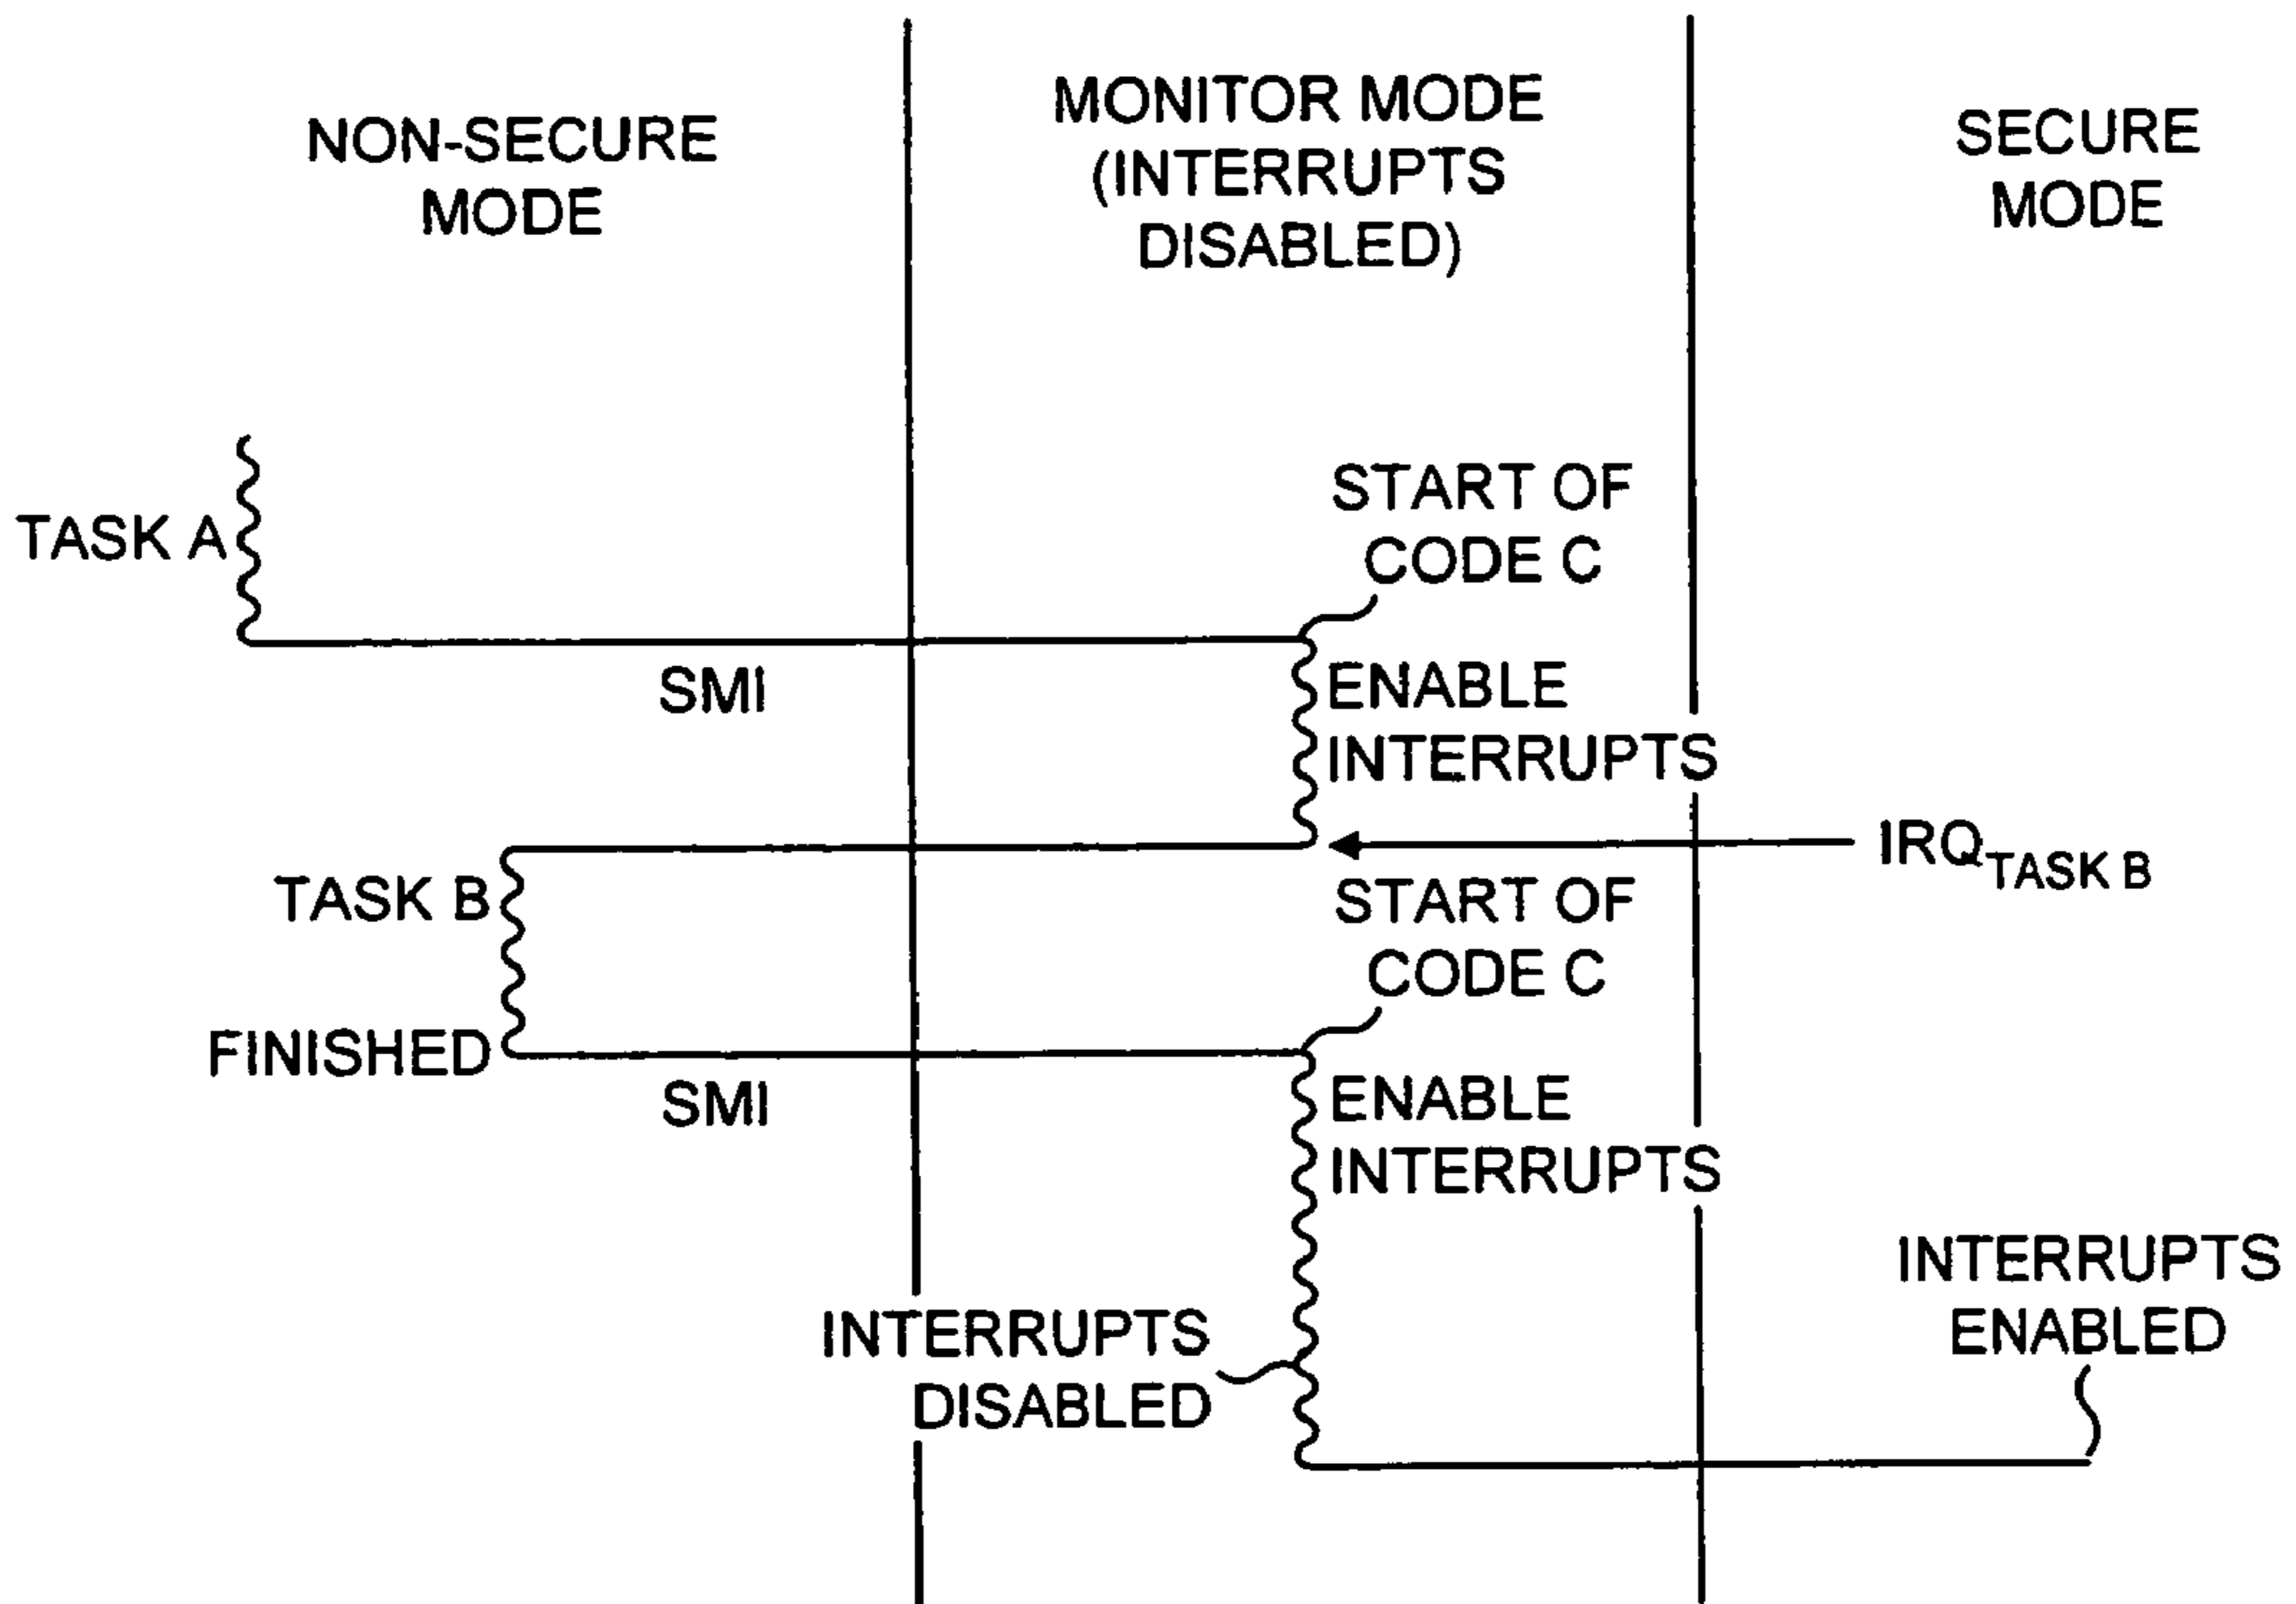 NON-SECURE
MODE
MONITOR MODE
(INTERRUPTS
DISABLED)
SECURE
MODE
TASK A
START OF
CODE C
SMI
ENABLE
INTERRUPTS
IRQTASK B
TASK B
START OF
CODE C
FINISHED
SMI
ENABLE
INTERRUPTS
INTERRUPTS
DISABLED
INTERRUPTS
ENABLED